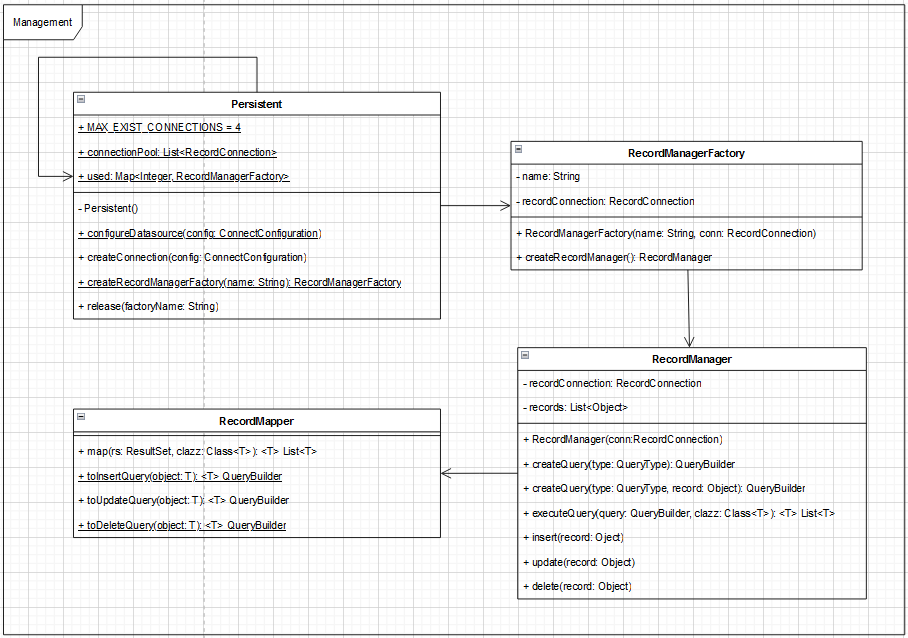 Management
Persistent
+ MAX_EXIST_CONNECTIONS = 4
+ connectionPool: List<RecordConnection>
+ used: Map<Integer, RecordManagerFactory>
- Persistent()
+ configureDatasource(config: ConnectConfiguration)
+ createConnection(config: ConnectConfiguration)
+ createRecordManagerFactory(name: String): RecordManagerFactory
+ release(factoryName: String)
RecordManagerFactory
- name: String
- recordConnection: RecordConnection
+ RecordManagerFactory(name: String, conn: RecordConnection)
+ createRecordManager(): RecordManager
RecordManager
- recordConnection: RecordConnection
- records: List<Object>
+ RecordManager(conn:RecordConnection)
+ createQuery(type: QueryType): QueryBuilder
+ createQuery(type: QueryType, record: Object): QueryBuilder
+ executeQuery(query: QueryBuilder, clazz: Class<T>): <T> List<T>
+ insert(record: Oject)
+ update(record: Object)
+ delete(record: Object)
RecordMapper
+ map(rs: ResultSet, clazz: Class<T>): <T> List<T>
+ toInsertQuery(object: T): <T> QueryBuilder
+ toUpdateQuery(object: T): <T> QueryBuilder
+ toDeleteQuery(object: T): <T> QueryBuilder